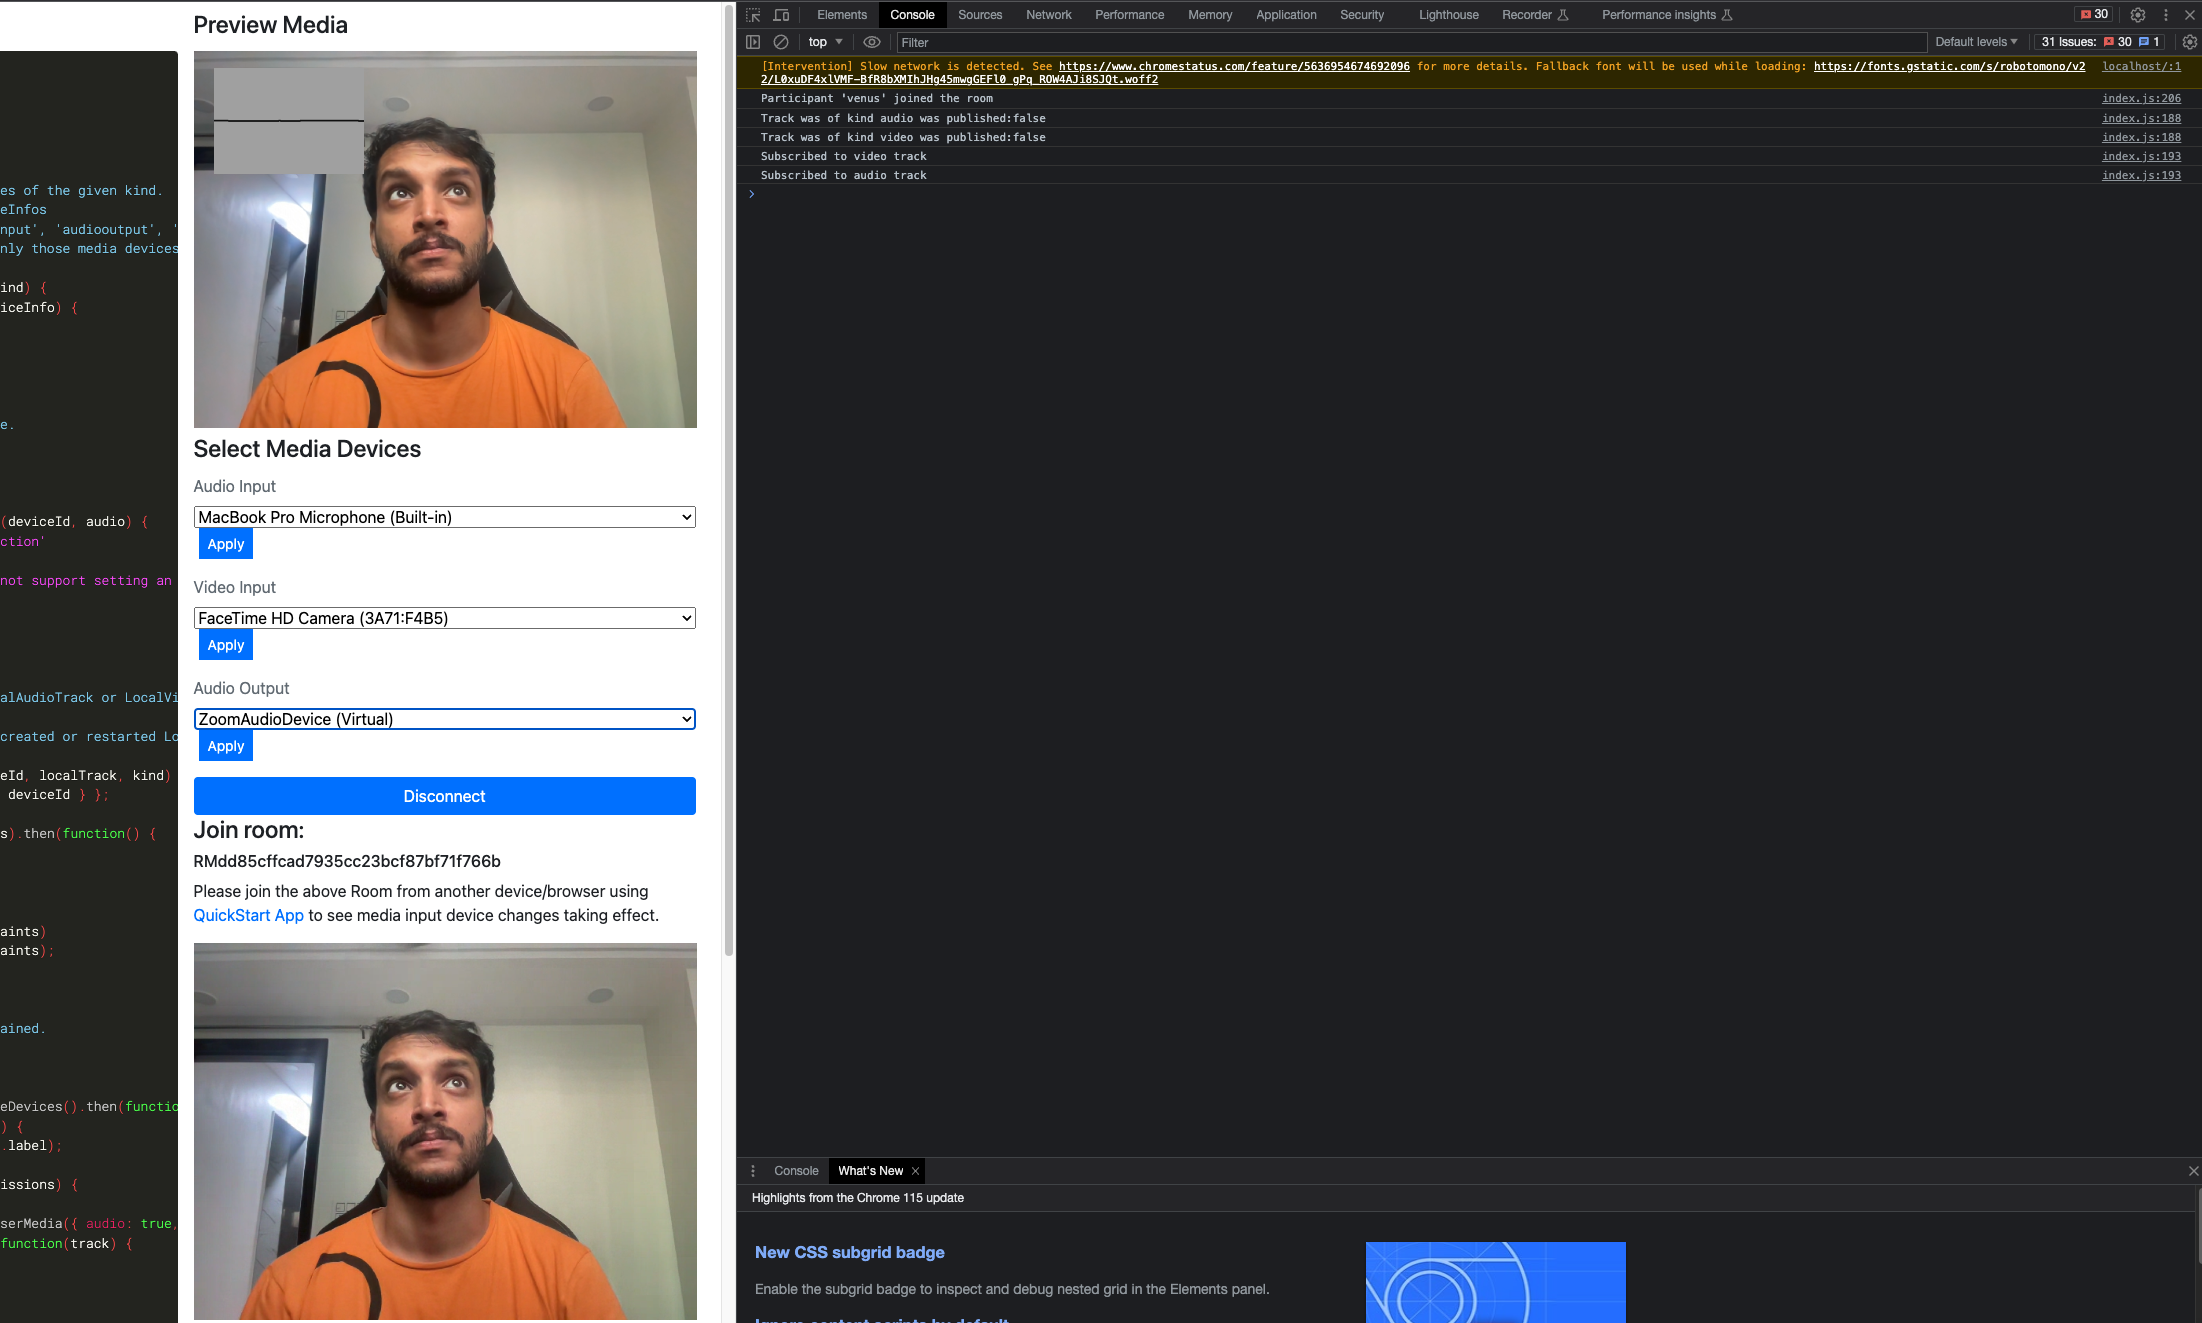 Preview Media
es of the given kind.
eInfos
nput', 'audiooutput', '
nly those media devices
ind) {
iceInfo) {
e.
(deviceId, audio) {
ction'
not support setting an
alAudioTrack or LocalVi
created or restarted Lo
eId, localTrack, kind)
deviceId } };
s).then(function() {
aints)
aints);
ained.
eDevices().then(functio
) {
.label);
issions) {
serMedia({ audio: true,
function(track) {
Select Media Devices
Audio Input
MacBook Pro Microphone (Built-in)
Apply
Video Input
FaceTime HD Camera (3A71:F4B5)
Apply
Audio Output
ZoomAudioDevice (Virtual)
Apply
Disconnect
Join room:
RMdd85cffcad7935cc23bcf87bf71f766b
Please join the above Room from another device/browser using
QuickStart App to see media input device changes taking effect.
Elements Console Sources Network Performance Memory Application Security Lighthouse Recorder Performance insights 30
top Filter Default levels 31 Issues: 30 1
[Intervention] Slow network is detected. See https://www.chromestatus.com/feature/5636954674692096 for more details. Fallback font will be used while loading: https://fonts.gstatic.com/s/robotomono/v2 localhost/:1
2/L0xuDF4xlVMF-BfR8bXMIhJHg45mwgGEFl0_gPq_ROW4AJi8SJQt.woff2
Participant 'venus' joined the room index.js:206
Track was of kind audio was published:false index.js:188
Track was of kind video was published:false index.js:188
Subscribed to video track index.js:193
Subscribed to audio track index.js:193
Console What's New
Highlights from the Chrome 115 update
New CSS subgrid badge
Enable the subgrid badge to inspect and debug nested grid in the Elements panel.
Ignore content scripts by default